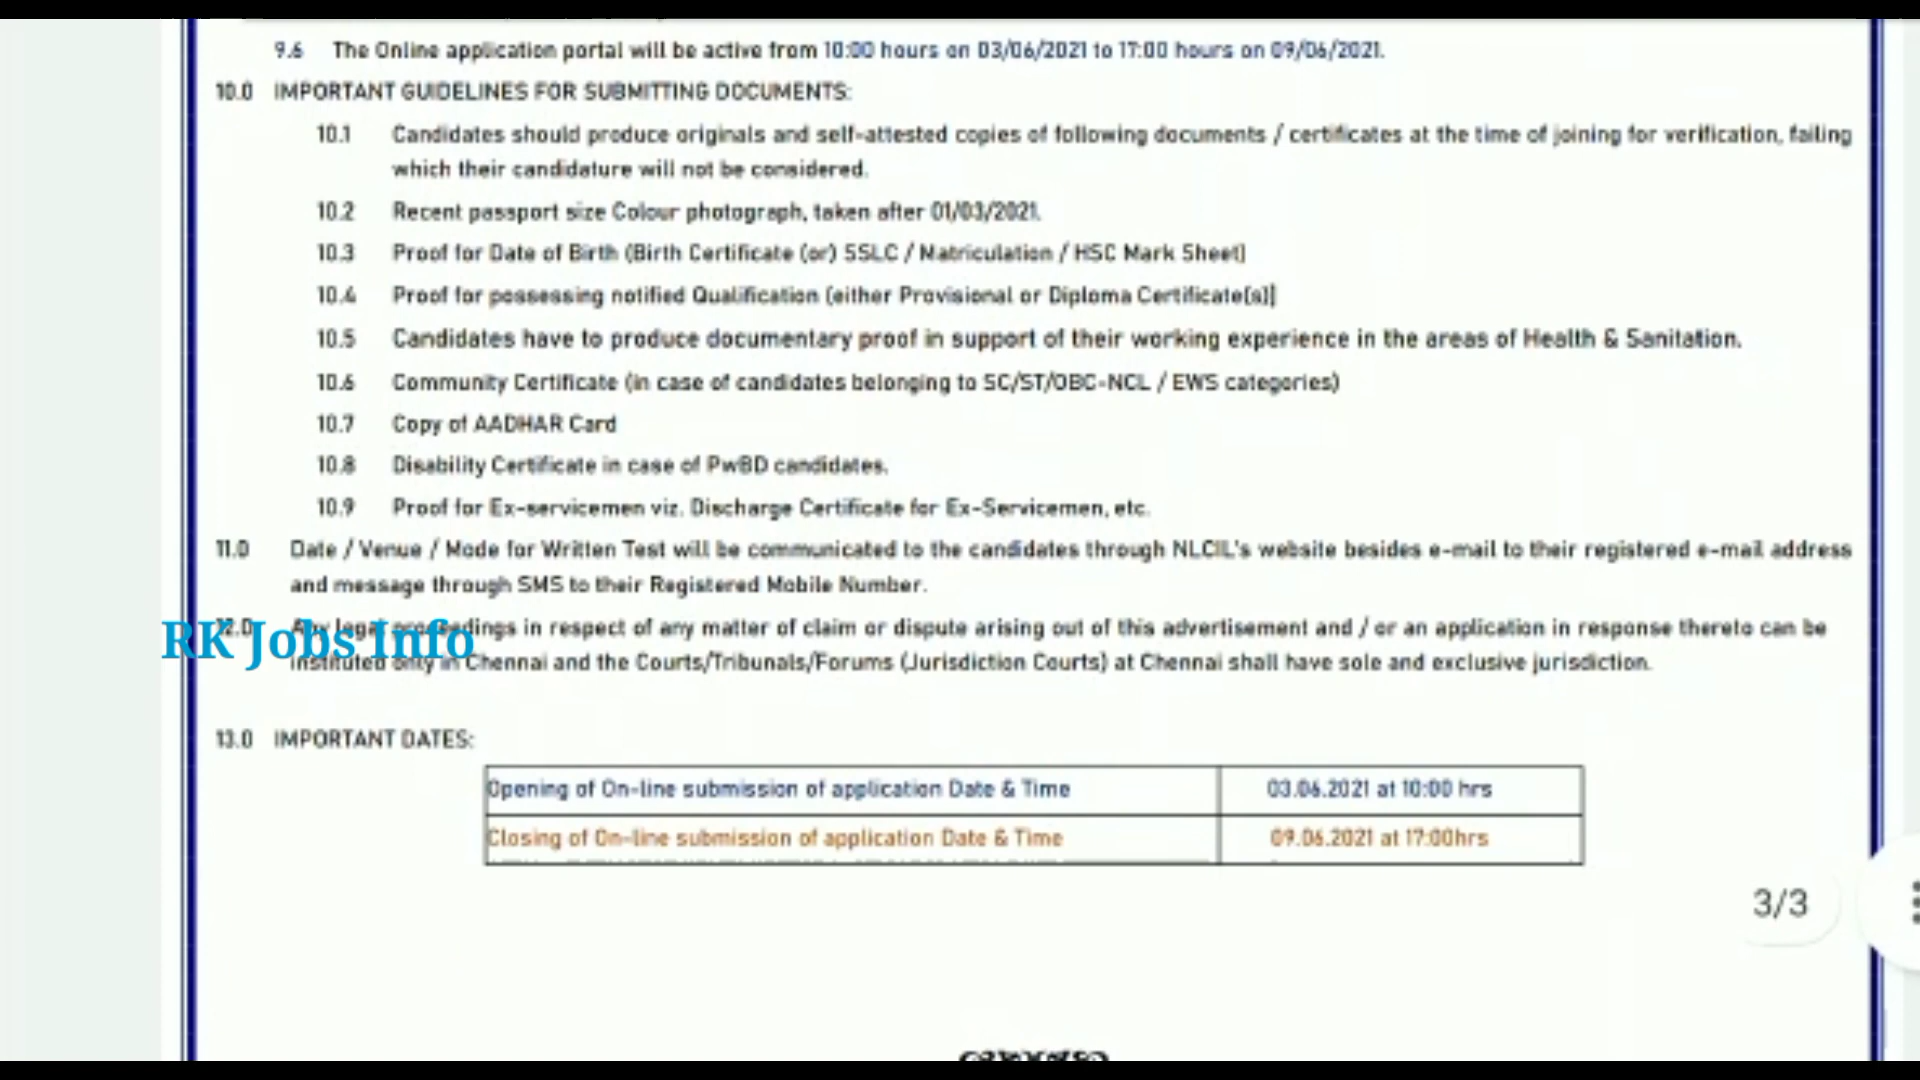 9.6 The Online application portal will be active from 10:00 hours on 03/06/2021 to 17:00 hours on 09/06/2021.
10.0 IMPORTANT GUIDELINES FOR SUBMITTING DOCUMENTS:
10.1 Candidates should produce originals and self-attested copies of following documents / certificates at the time of joining for verification, failing
which their candidature will not be considered.
10.2 Recent passport size Colour photograph, taken after 01/03/2021.
10.3 Proof for Date of Birth (Birth Certificate (or) SSLC / Matriculation / HSC Mark Sheet)
10.4 Proof for possessing notified Qualification (either Provisional or Diploma Certificate(s)]
10.5 Candidates have to produce documentary proof in support of their working experience in the areas of Health & Sanitation.
10.6 Community Certificate (in case of candidates belonging to SC/ST/OBC-NCL / EWS categories)
10.7 Copy of AADHAR Card
10.8 Disability Certificate in case of PwBD candidates.
10.9 Proof for Ex-servicemen viz. Discharge Certificate for Ex-Servicemen, etc.
11.0 Date / Venue / Mode for Written Test will be communicated to the candidates through NLCIL's website besides e-mail to their registered e-mail address
and message through SMS to their Registered Mobile Number.
12.0 Any legal proceedings in respect of any matter of claim or dispute arising out of this advertisement and / or an application in response thereto can be
RK Jobs Info
instituted only in Chennai and the Courts/Tribunals/Forums (Jurisdiction Courts) at Chennai shall have sole and exclusive jurisdiction.
13.0 IMPORTANT DATES:
Opening of On-line submission of application Date & Time 03.06.2021 at 10:00 hrs
Closing of On-line submission of application Date & Time 09.06.2021 at 17:00hrs
3/3